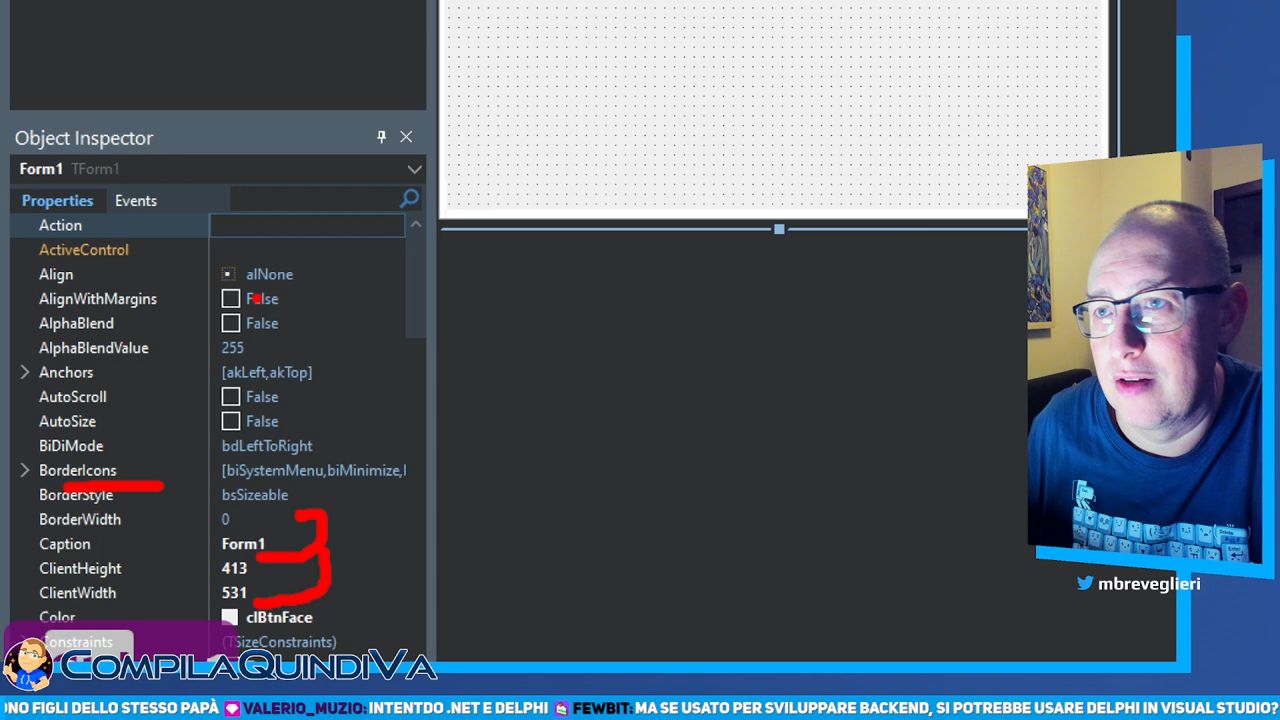 Object Inspector
Form1 TForm1
Properties Events
Action
ActiveControl
Align alNone
AlignWithMargins False
AlphaBlend False
AlphaBlendValue 255
Anchors [akLeft,akTop]
AutoScroll False
AutoSize False
BiDiMode bdLeftToRight
BorderIcons [biSystemMenu,biMinimize,
BorderStyle bsSizeable
BorderWidth 0
Caption Form1
ClientHeight 413
ClientWidth 531
Color clBtnFace
Constraints (TSizeConstraints)
mbreveglieri
COMPILAQUINDIVA
ONO FIGLI DELLO STESSO PAPÀ VALERIO_MUZIO: INTENTDO .NET E DELPHI FEWBIT: MA SE USATO PER SVILUPPARE BACKEND, SI POTREBBE USARE DELPHI IN VISUAL STUDIO?